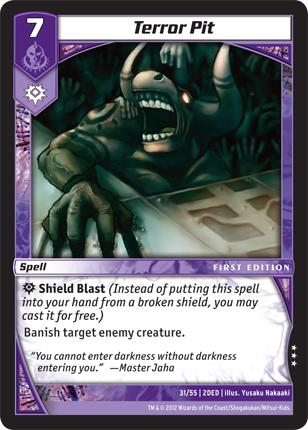 7
Terror Pit
Spell
FIRST EDITION
Shield Blast (Instead of putting this spell
into your hand from a broken shield, you may
cast it for free.)
Banish target enemy creature.
“You cannot enter darkness without darkness
entering you.” —Master Jaha
31/55 | 2DED | Illus. Yusaku Nakaaki
TM & © 2012 Wizards of the Coast/Shogakukan/Mitsui-Kids.